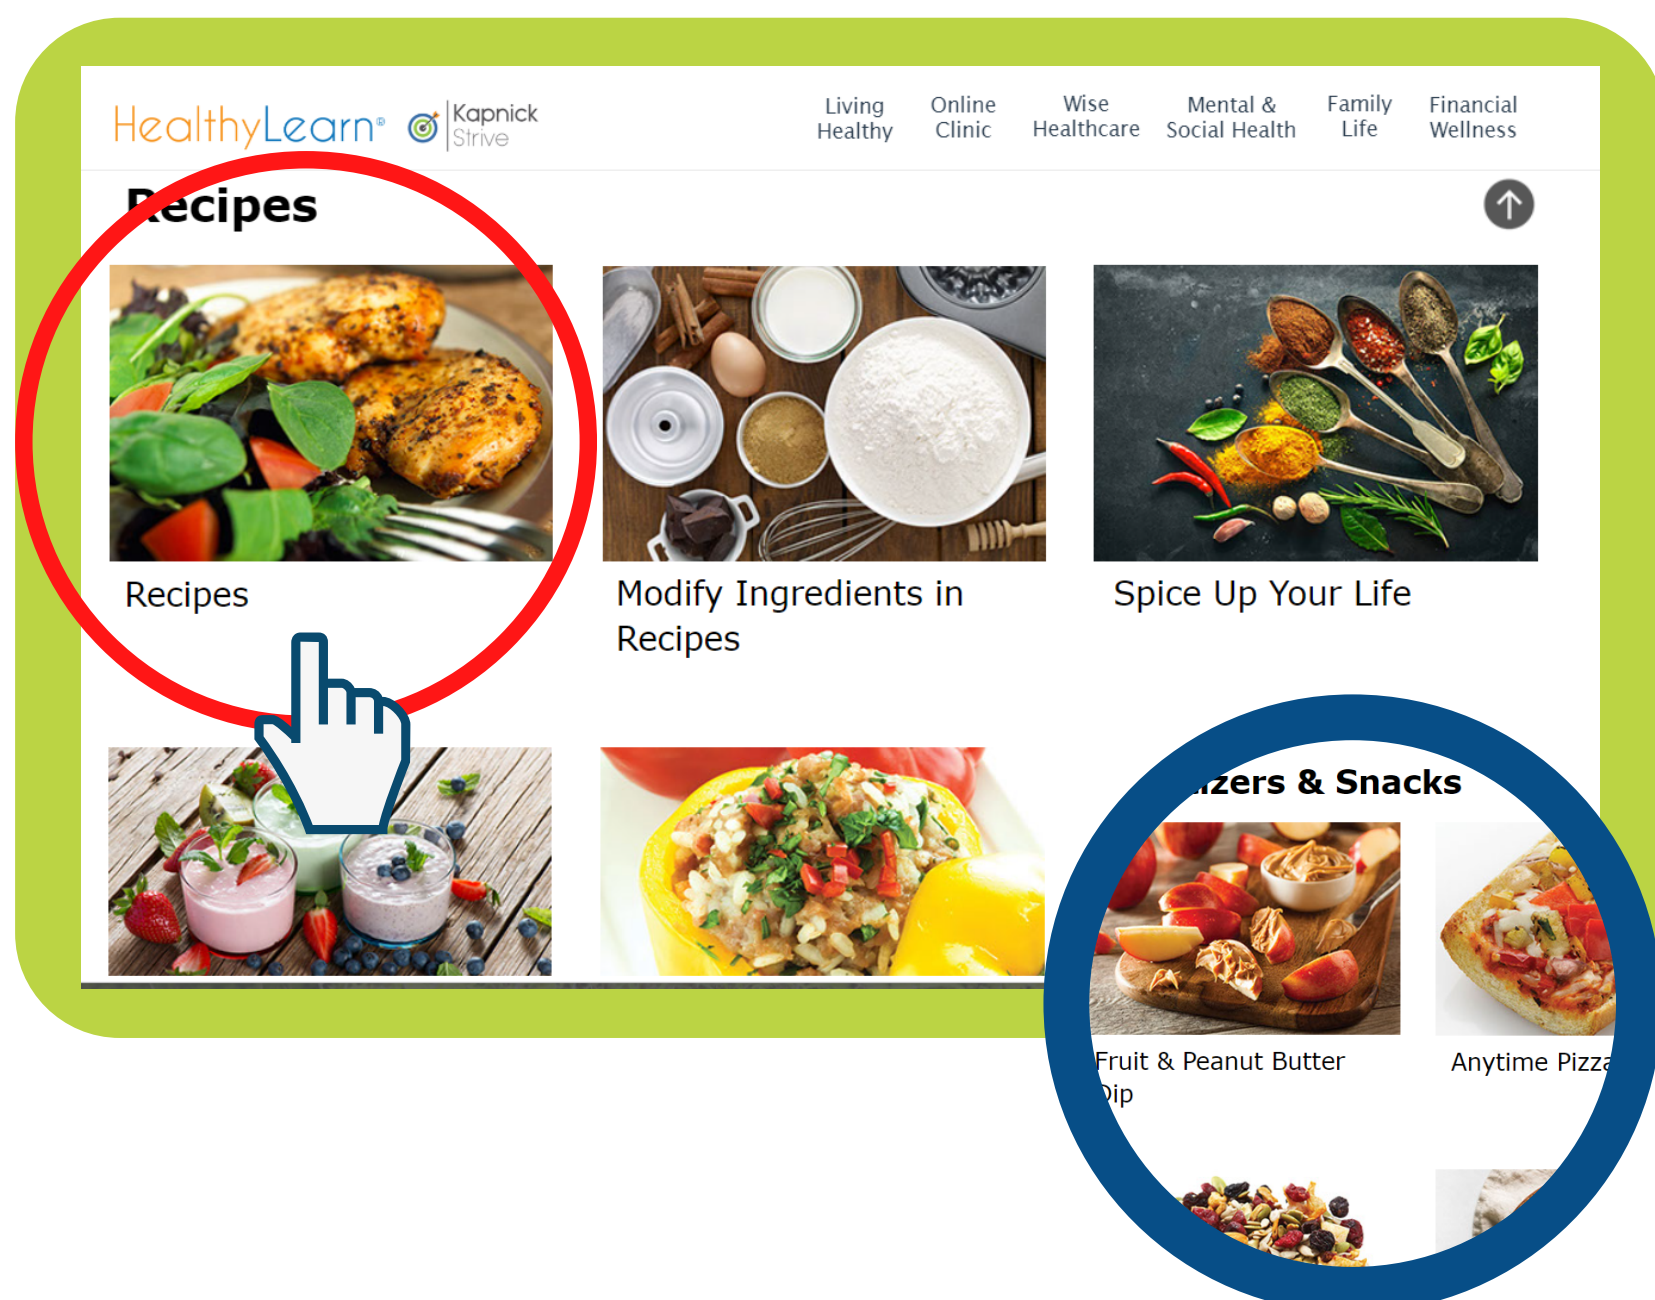 HealthyLearn®
Kapnick
Strive
Living
Healthy
Online
Clinic
Wise
Healthcare
Mental &
Social Health
Family
Life
Financial
Wellness
Recipes
Recipes
Modify Ingredients in
Recipes
Spice Up Your Life
& Snacks
Fruit & Peanut Butter
Dip
Anytime Pizza